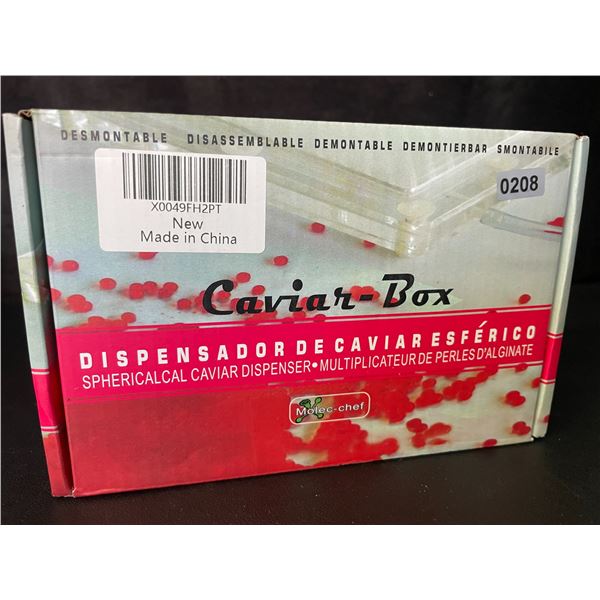 DESMONTABLE DISASSEMBLABLE DEMONTABLE DEMONTIERBAR SMONTABILE
X0049FH2PT
New
Made in China
0208
Caviar-Box
DISPENSADOR DE CAVIAR ESFÉRICO
SPHERICALCAL CAVIAR DISPENSER•MULTIPLICATEUR DE PERLES D'ALGINATE
Molec-chef